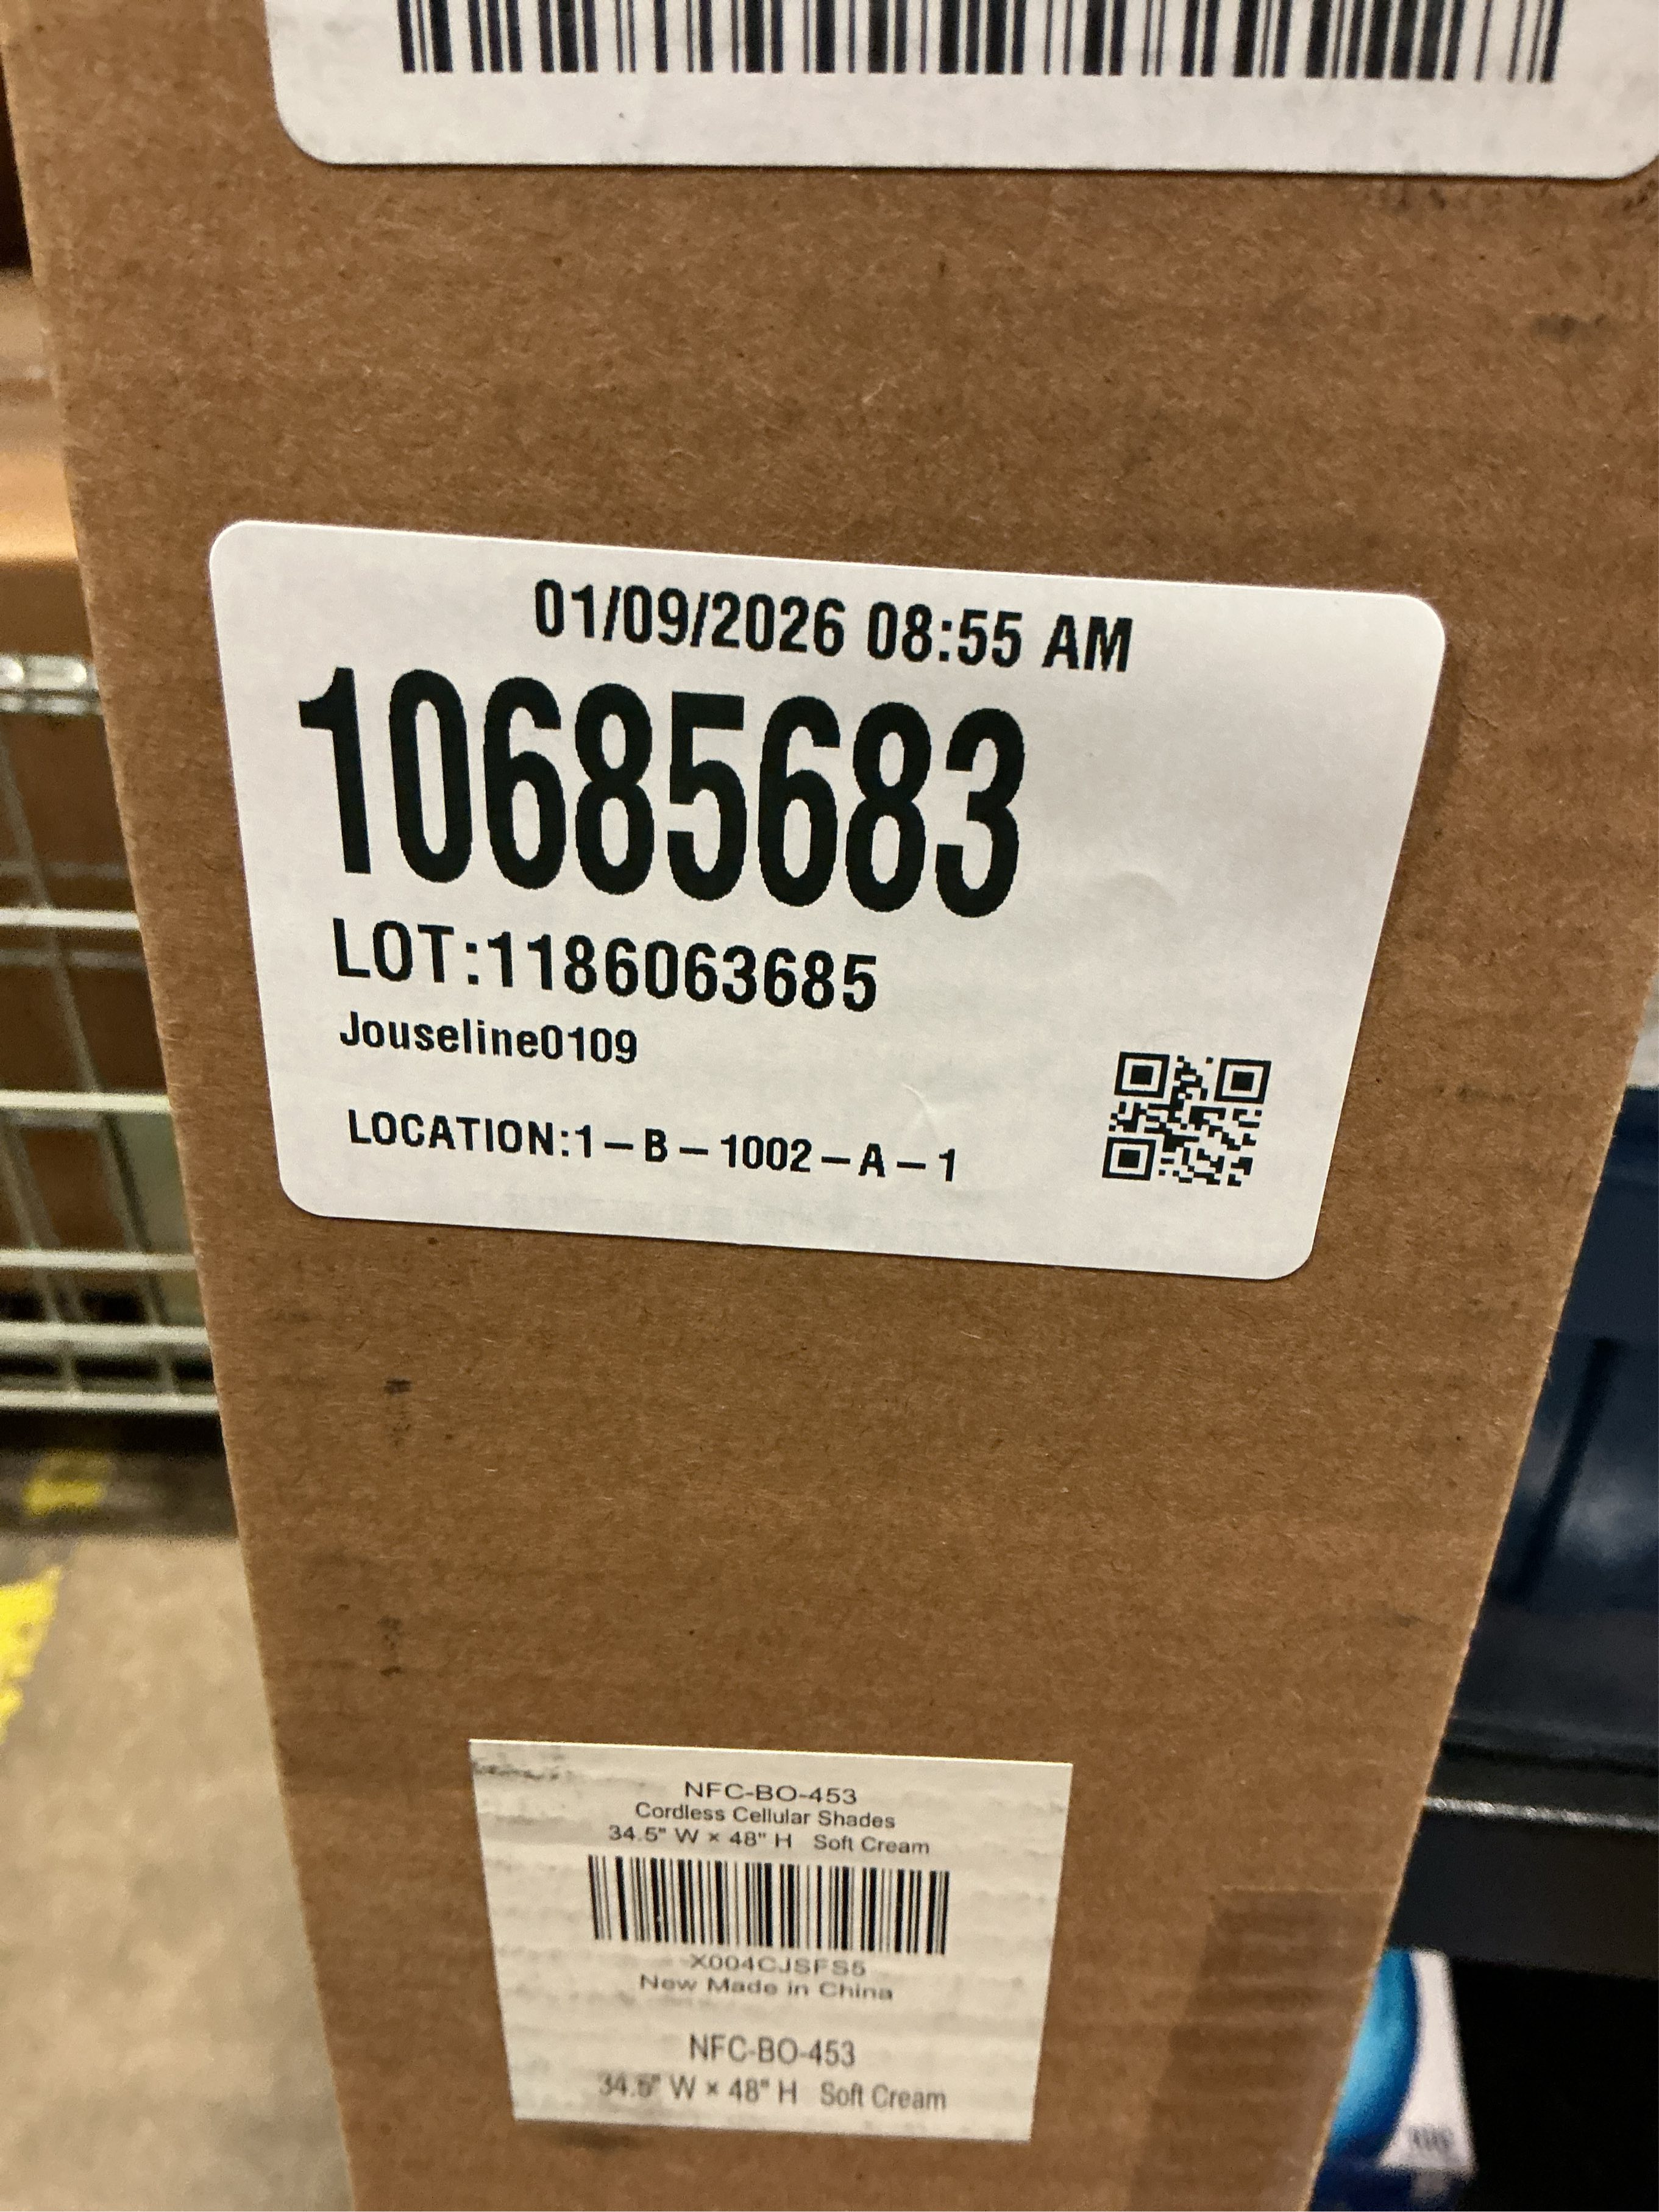 01/09/2026 08:55 AM
10685683
LOT:1186063685
Jouseline0109
LOCATION:1-B-1002-A-1
NFC-BO-453
Cordless Cellular Shades
34.5" W × 48" H Soft Cream
X004CJSFS5
New Made in China
NFC-BO-453
34.5" W × 48" H Soft Cream